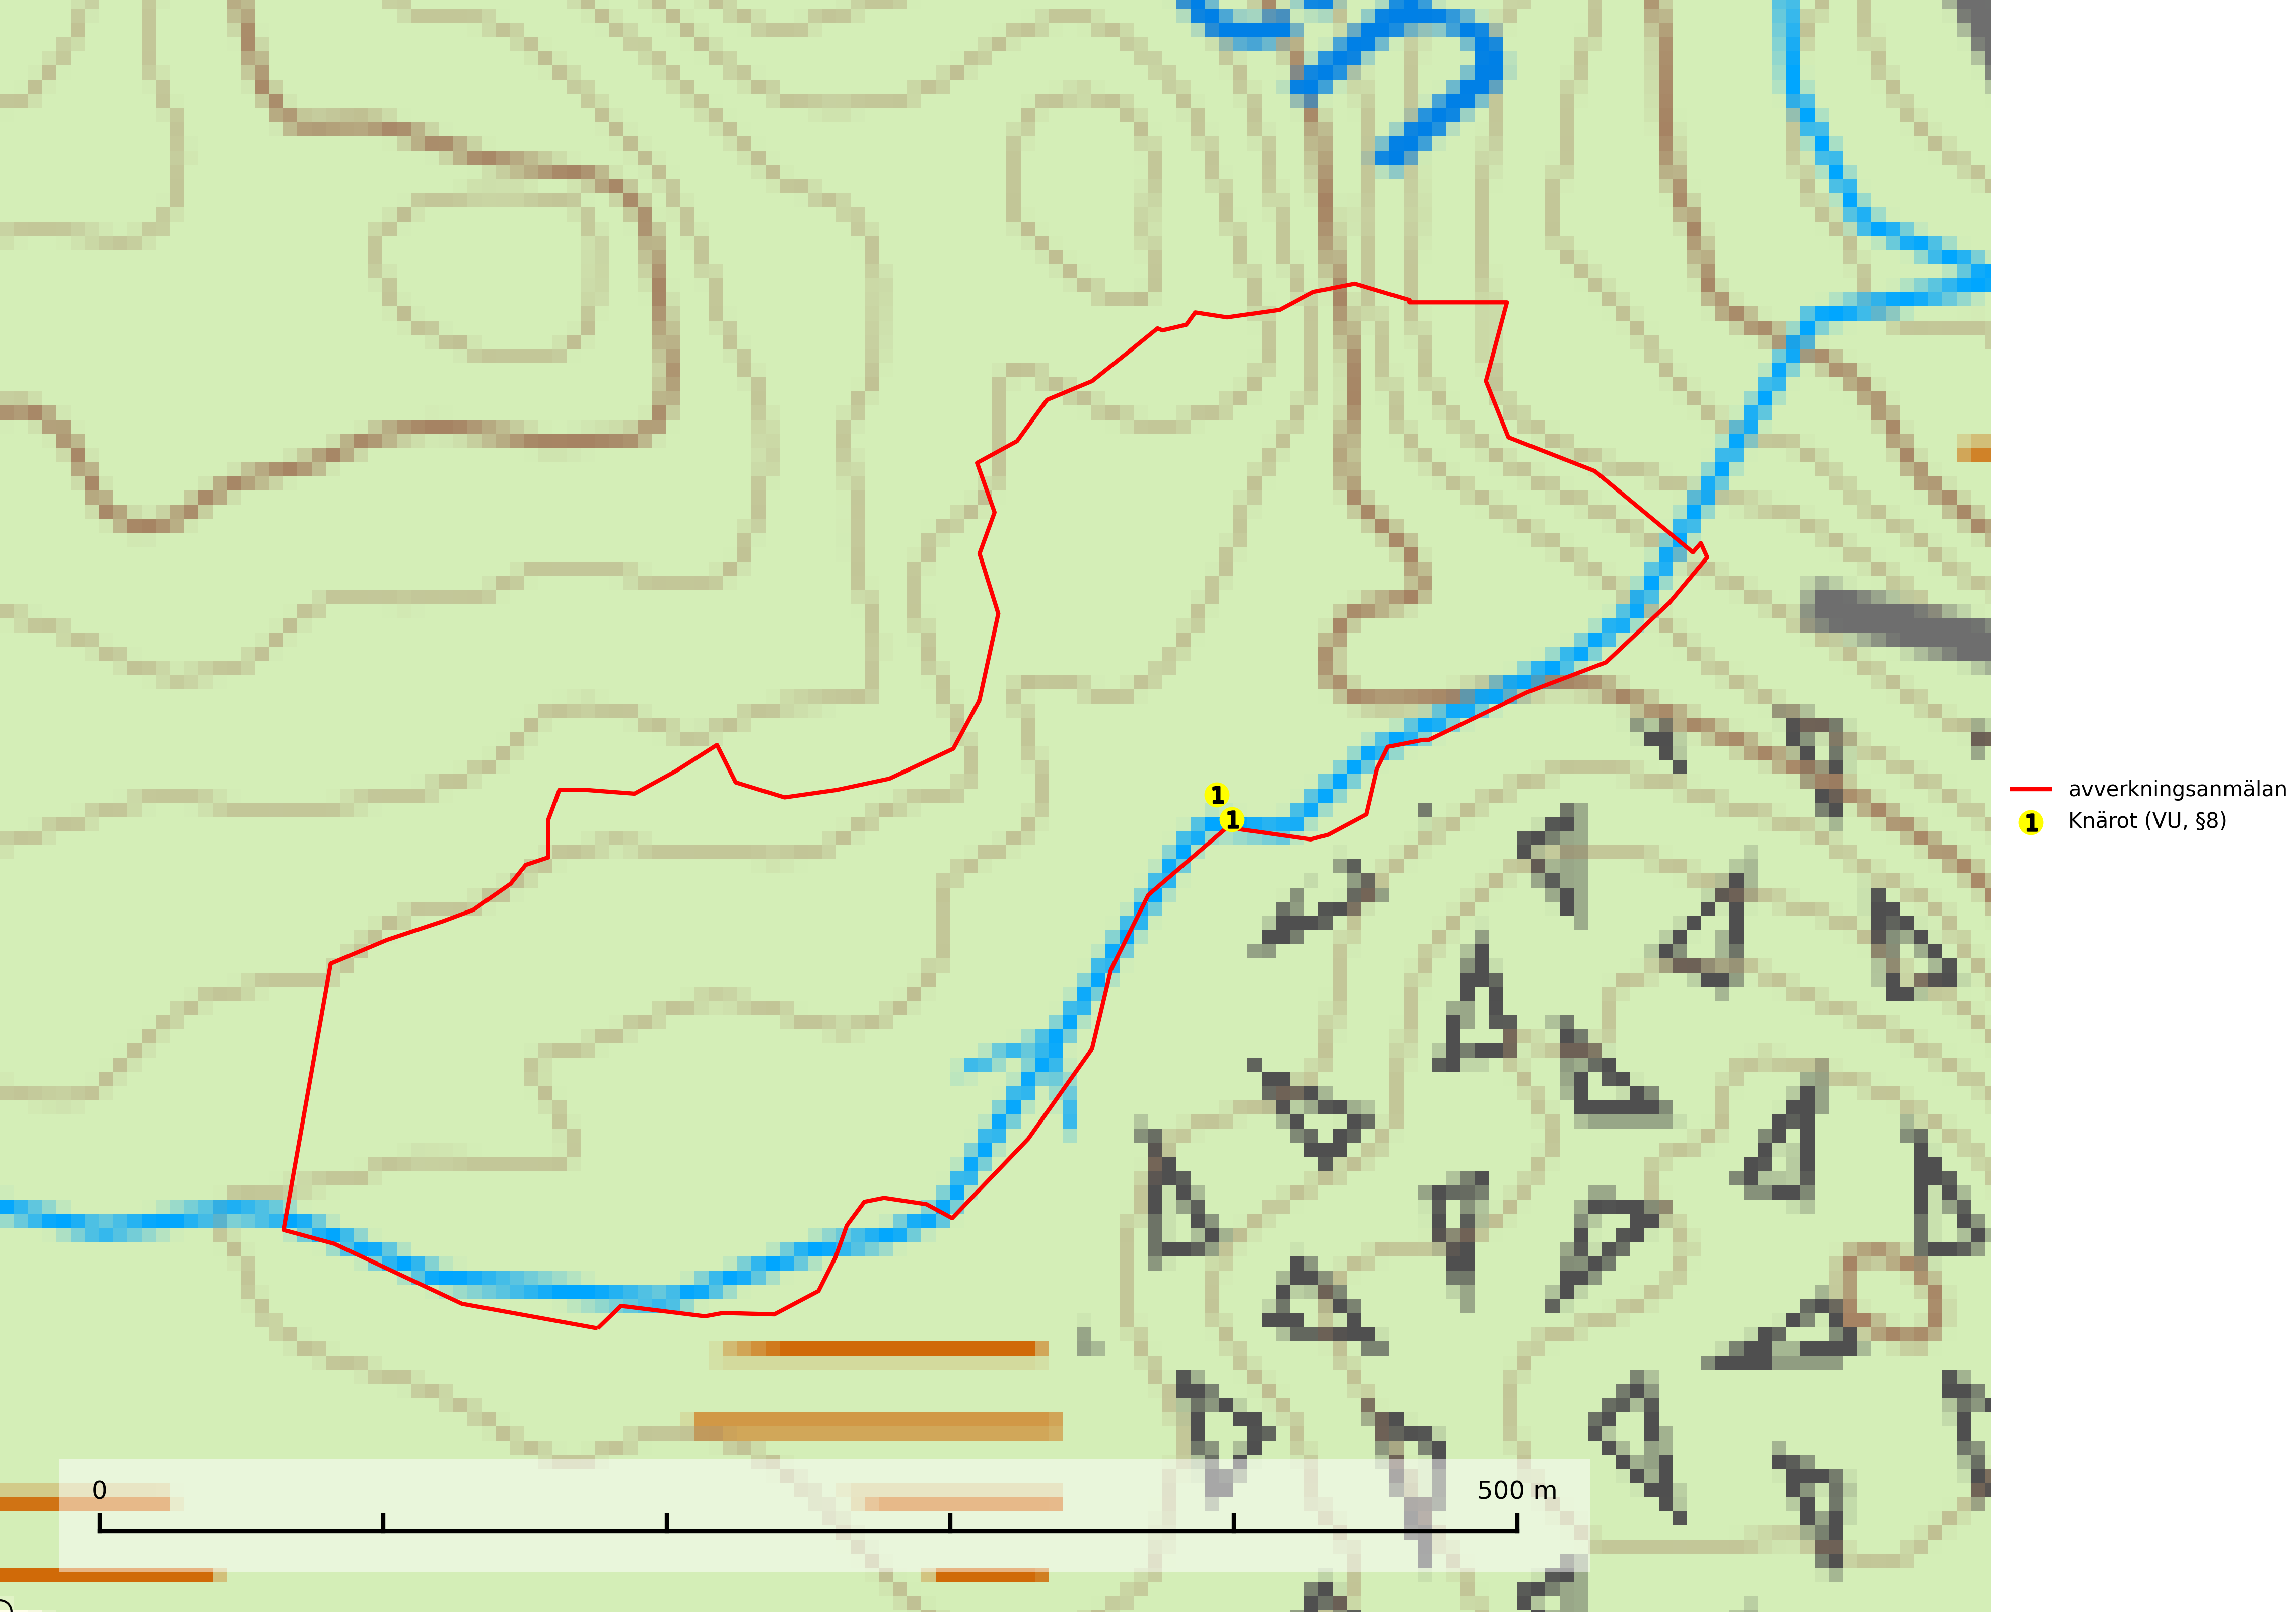 1
1
avverkningsanmälan
1 Knärot (VU, §8)
0 500 m